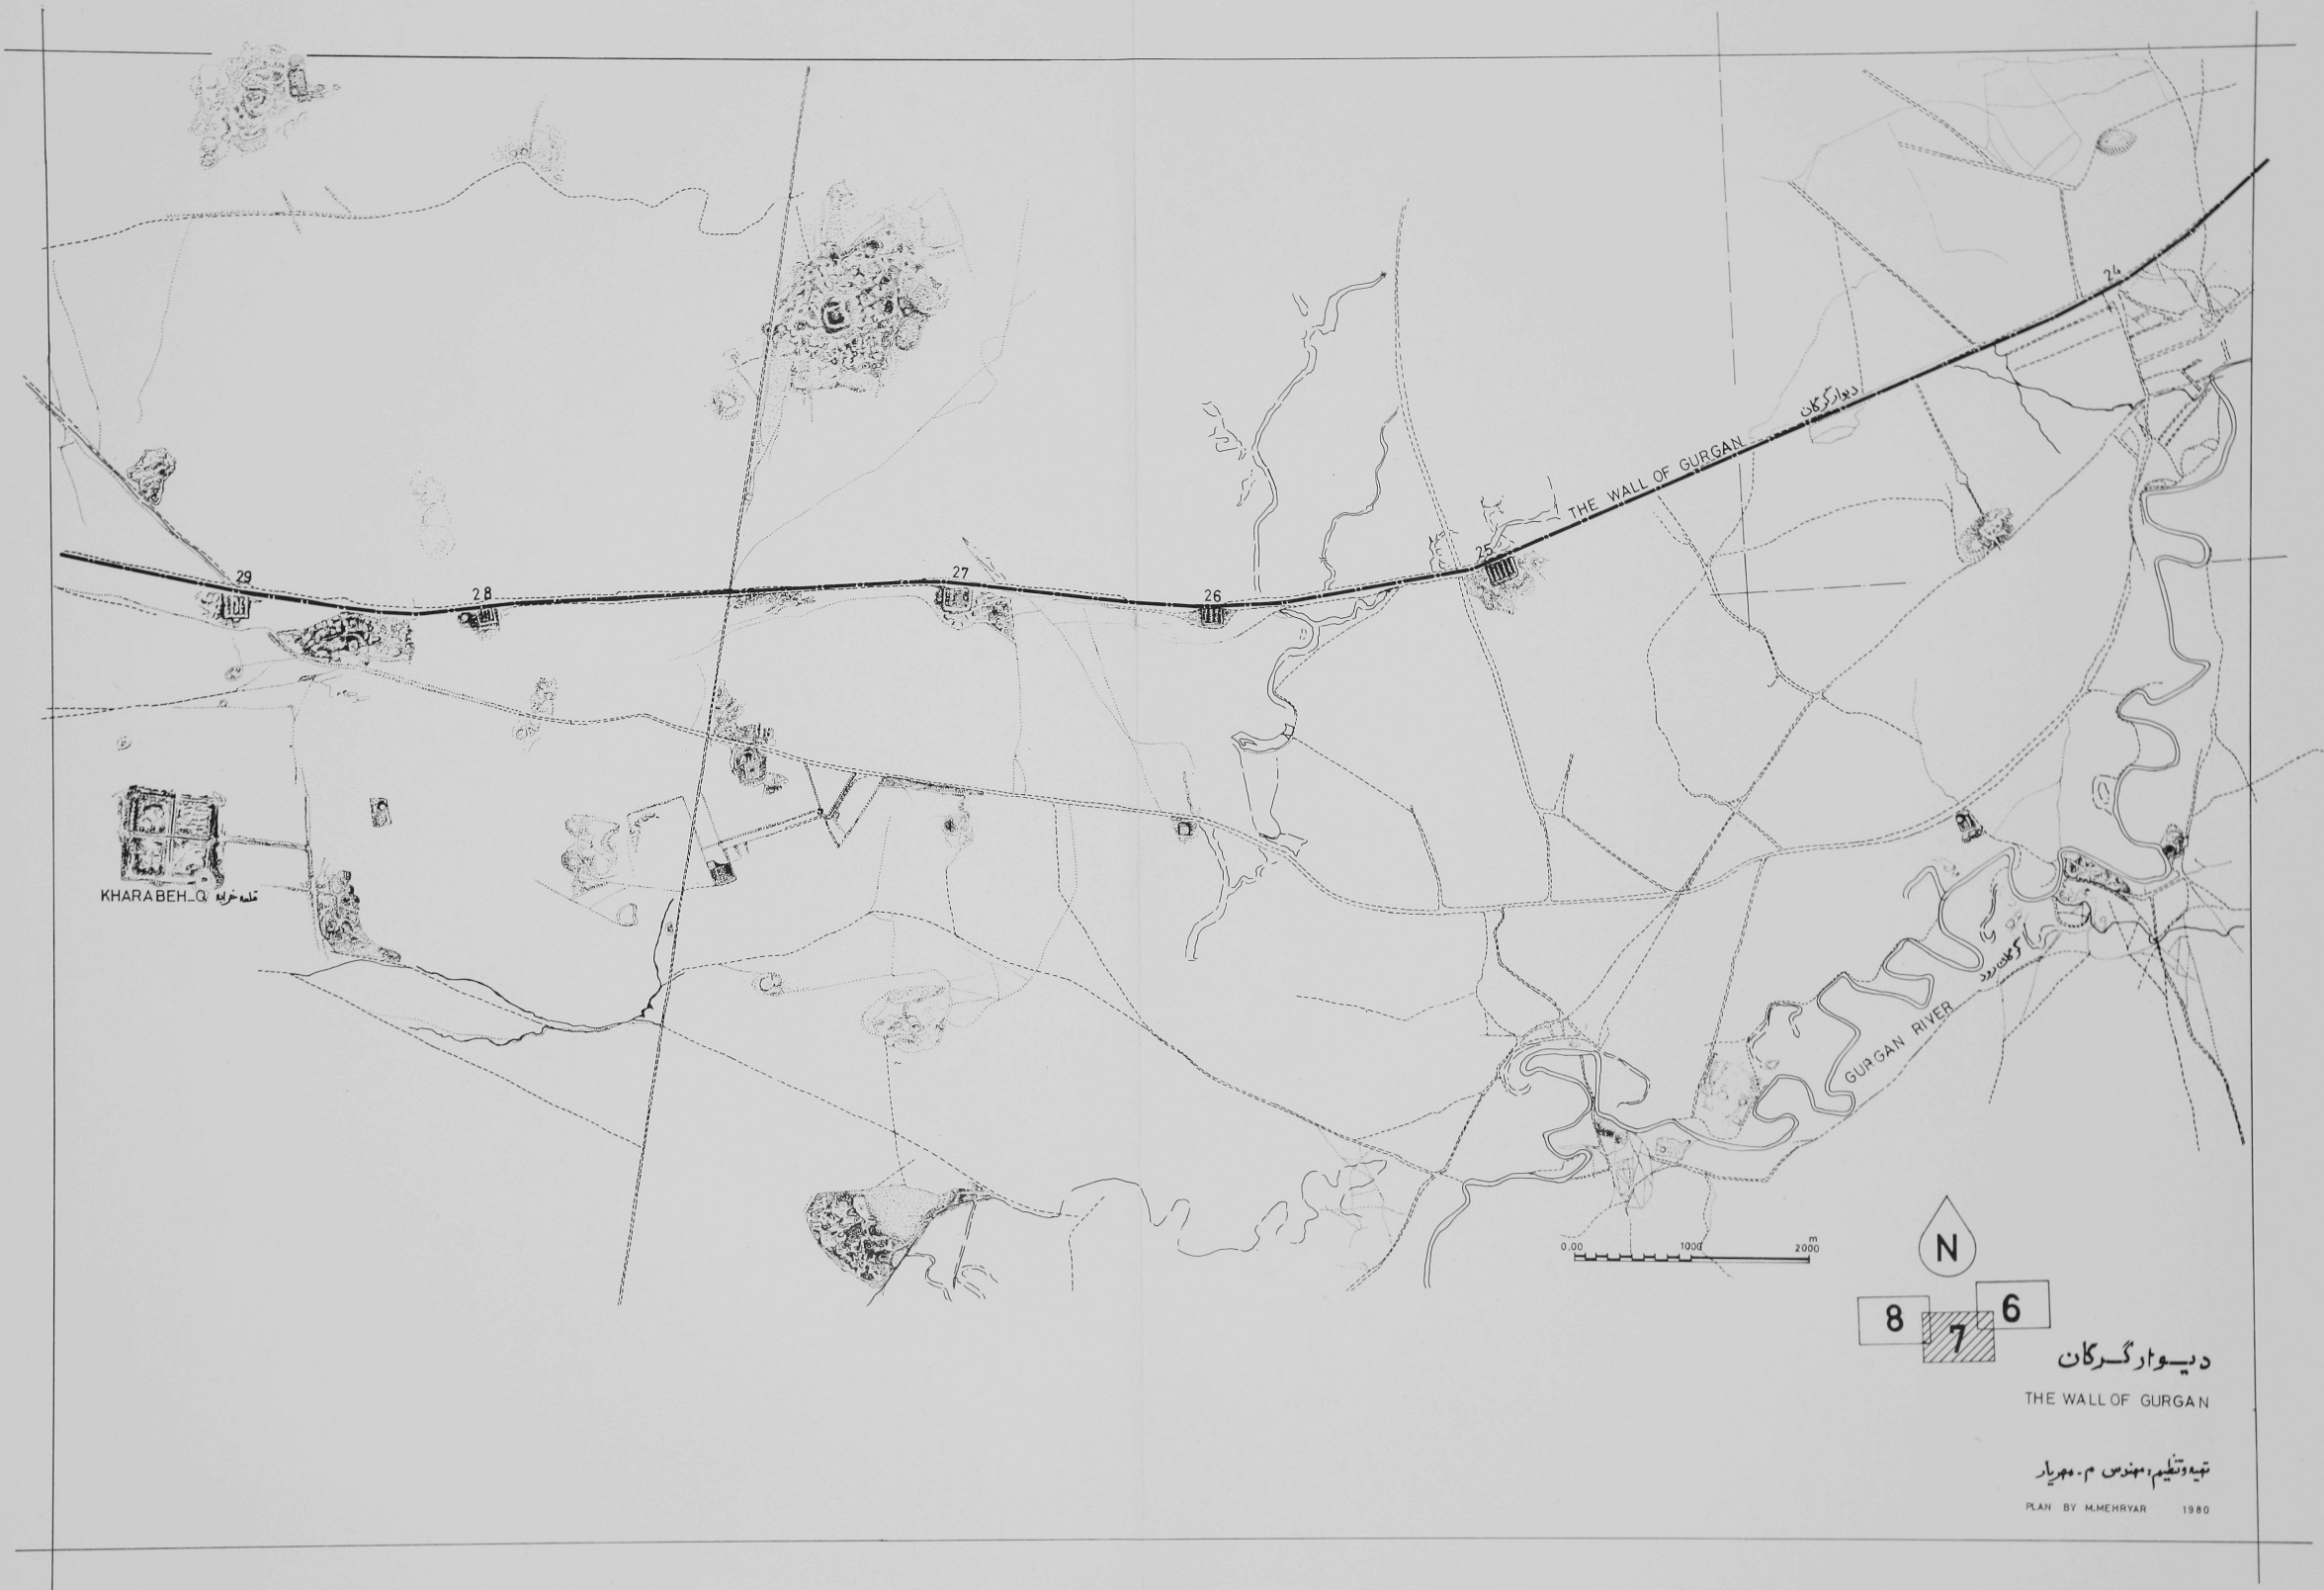 24
دیوار گرگان
THE WALL OF GURGAN
25
26
27
28
29
KHARABEH_Q قلعه خرابه
گرگان رود
GURGAN RIVER
0.00 1000 2000 m
N
8 7 6
دیـوار گـرگان
THE WALL OF GURGAN
تهیه و تنظیم: مهندس م. مهریار
PLAN BY M.MEHRYAR 1980